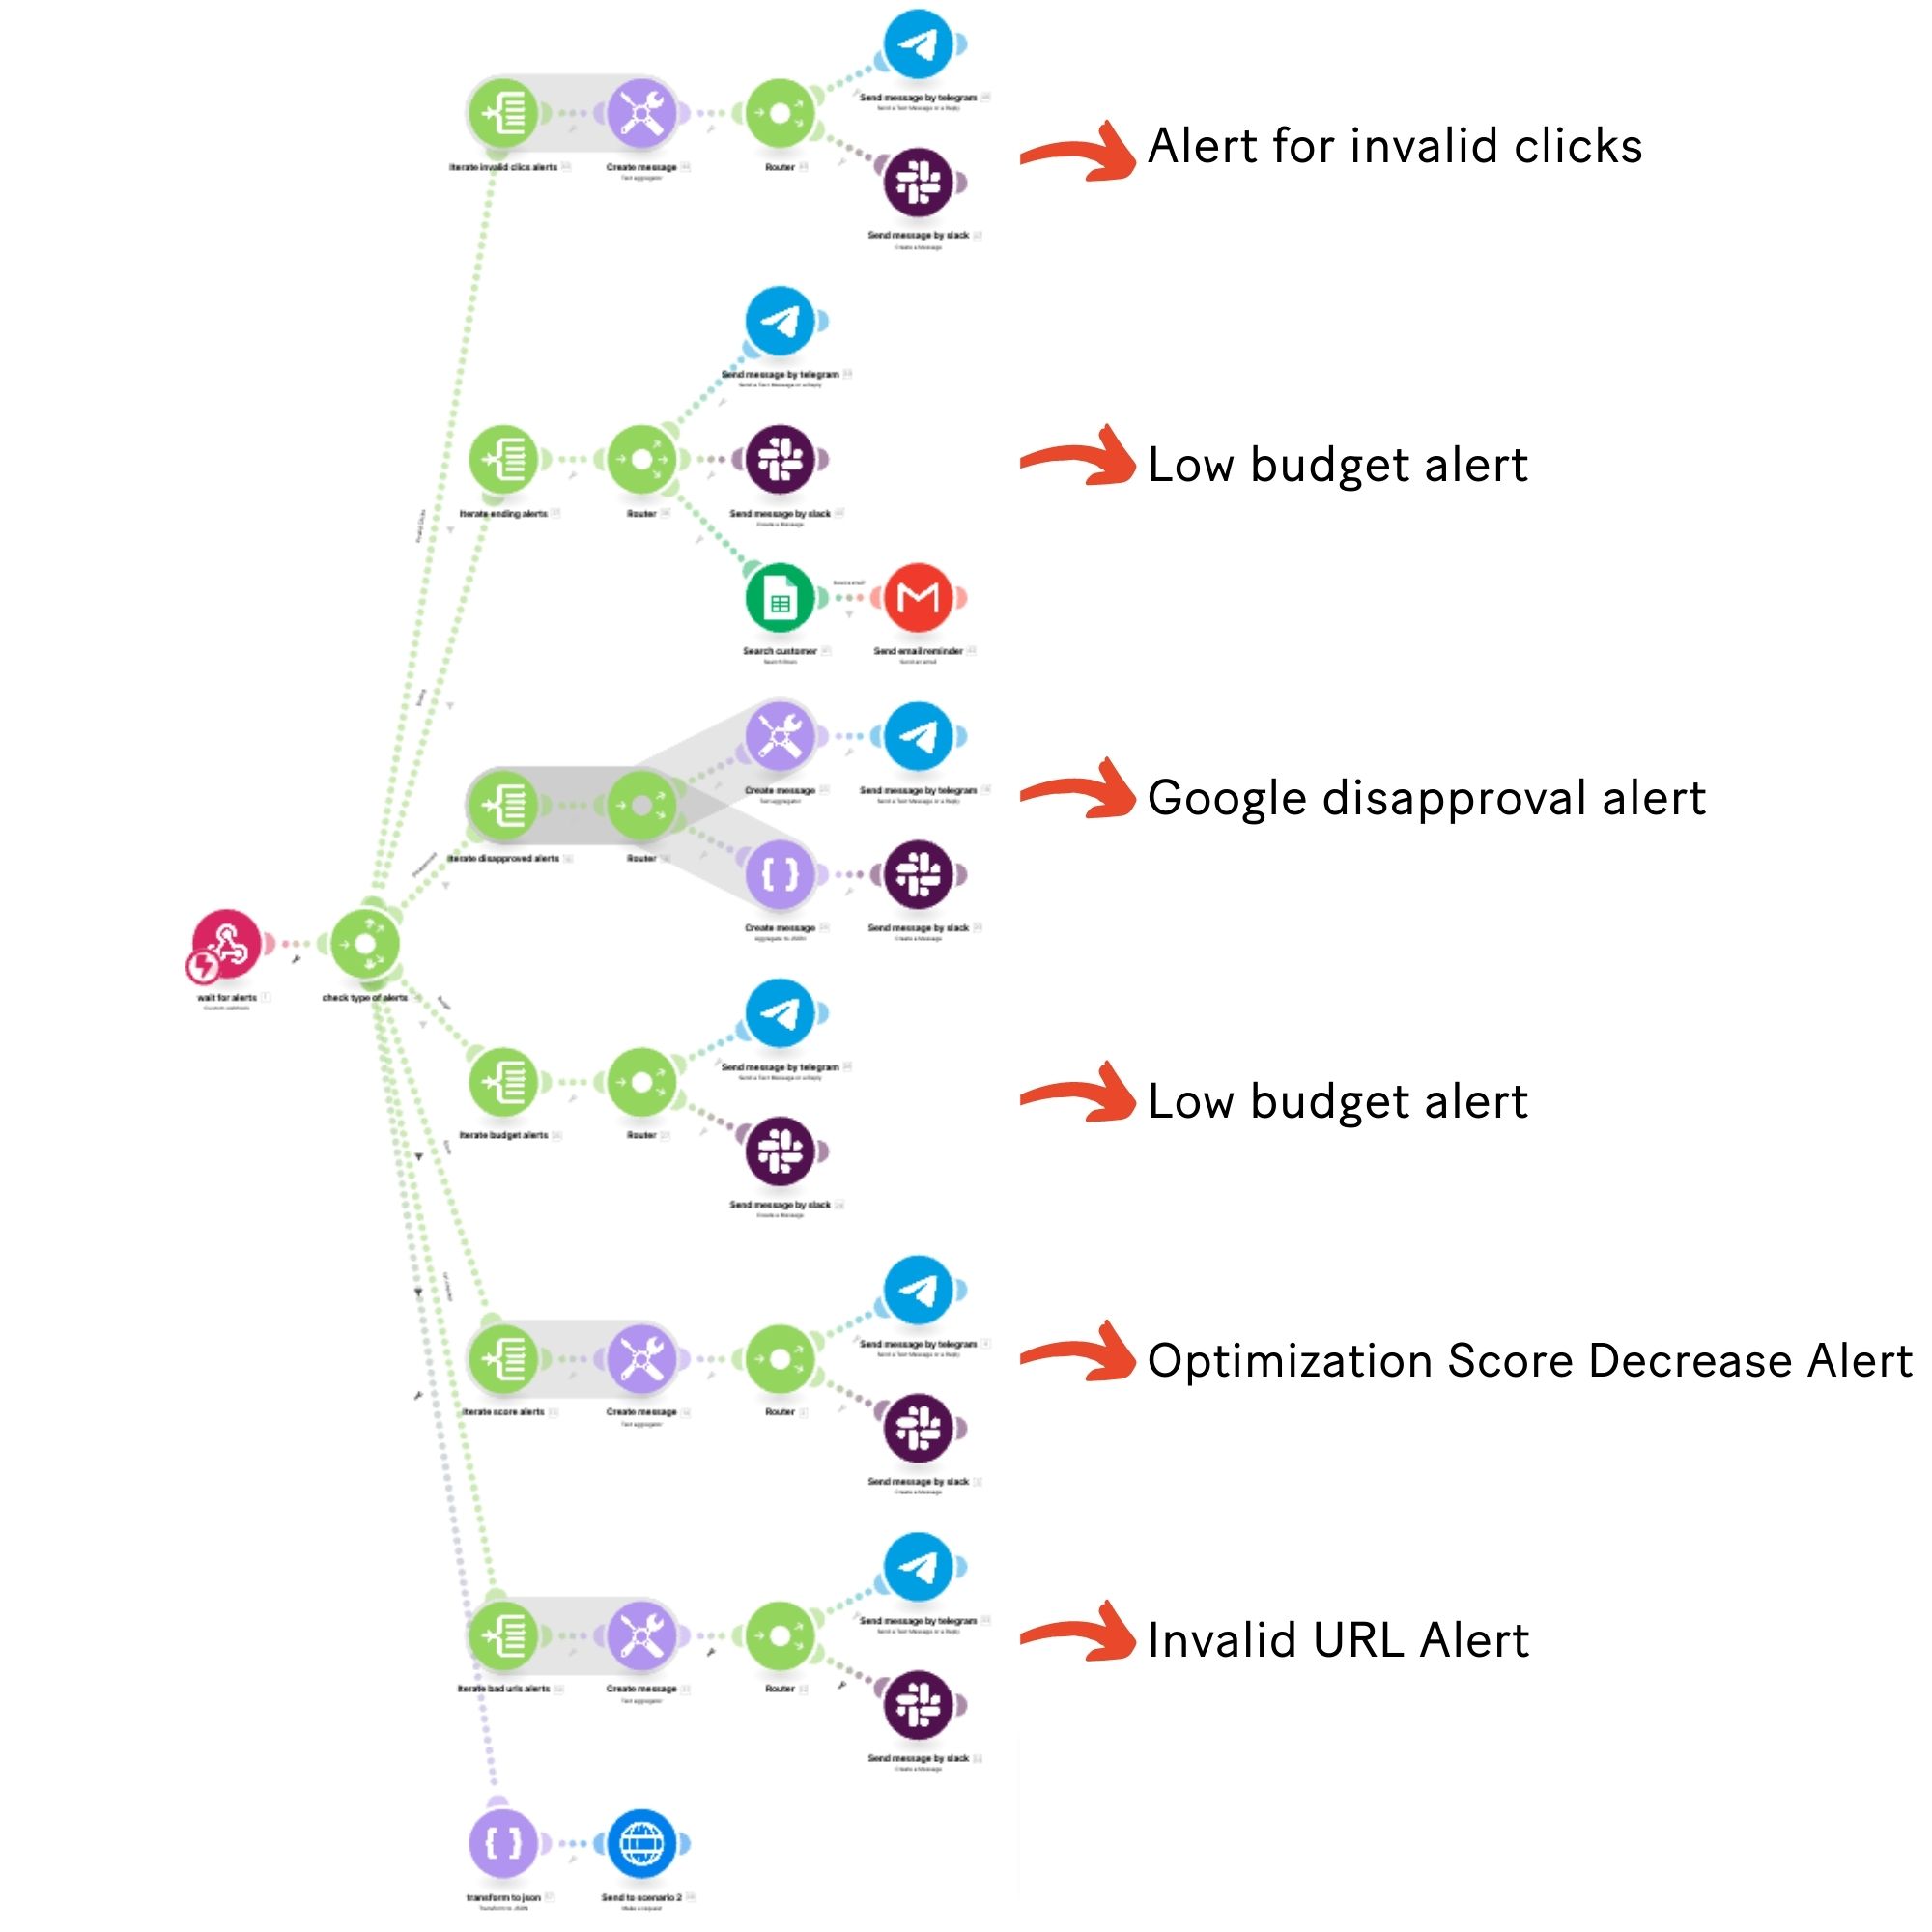 Send message by telegram
Send a Text Message or a Reply
Iterate invalid clics alerts
Create message
Text aggregator
Router
Alert for invalid clicks
Send message by slack
Create a Message
Send message by telegram
Send a Text Message or a Reply
Low budget alert
Iterate ending alerts
Router
Send message by slack
Create a Message
Invalid Clicks
Search customer
Search Rows
Send email reminder
Send an email
Ending
Create message
Text aggregator
Send message by telegram
Send a Text Message or a Reply
Google disapproval alert
Iterate disapproved alerts
Router
Disapproved
Create message
Aggregate to JSON
Send message by slack
Create a Message
wait for alerts
Custom webhook
check type of alerts
Budget
Send message by telegram
Send a Text Message or a Reply
Low budget alert
Iterate budget alerts
Router
Send message by slack
Create a Message
Send message by telegram
Send a Text Message or a Reply
Optimization Score Decrease Alert
Iterate score alerts
Create message
Text aggregator
Router
Send message by slack
Create a Message
Send message by telegram
Send a Text Message or a Reply
Invalid URL Alert
Iterate bad urls alerts
Create message
Text aggregator
Router
Send message by slack
Create a Message
transform to json
Transform to JSON
Send to scenario 2
Make a request